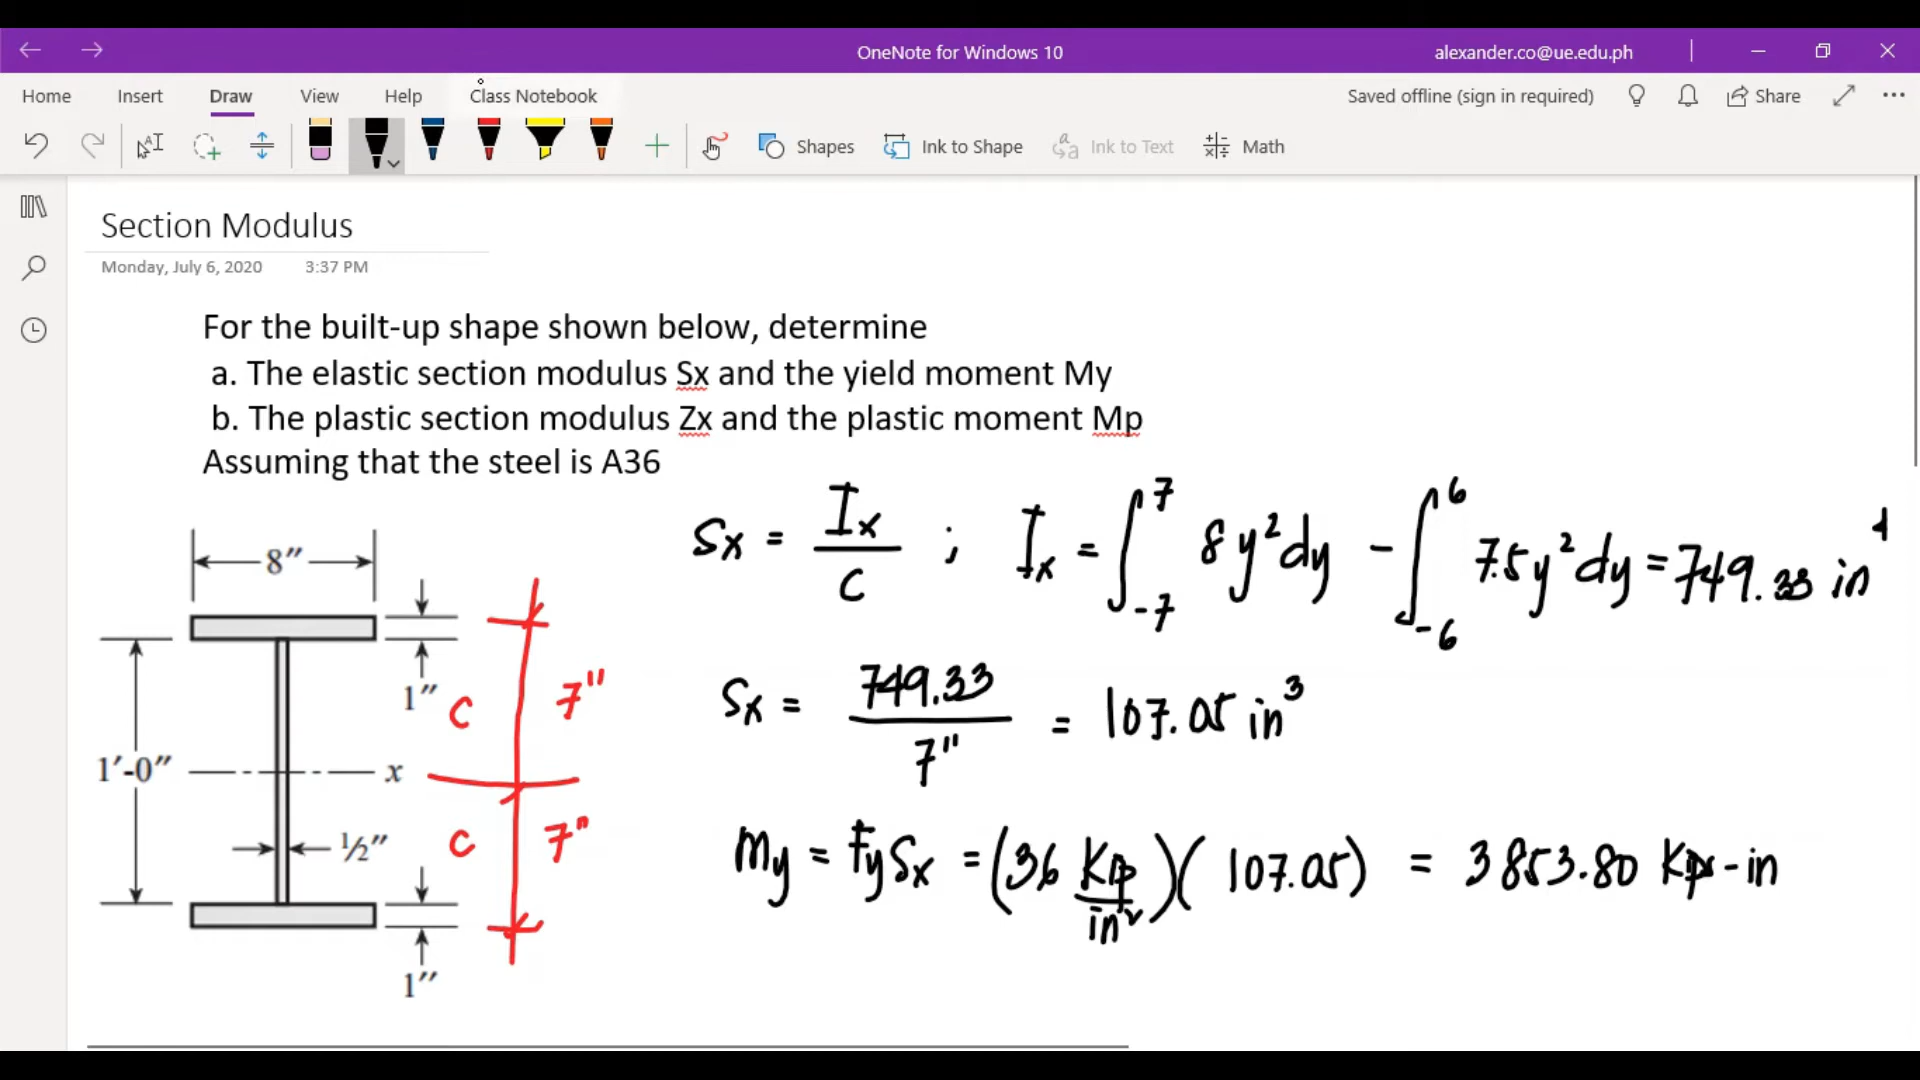 OneNote for Windows 10
alexander.co@ue.edu.ph
Home Insert Draw View Help Class Notebook
Saved offline (sign in required) Share
Shapes Ink to Shape Ink to Text Math
Section Modulus
Monday, July 6, 2020 3:37 PM
For the built-up shape shown below, determine
a. The elastic section modulus Sx and the yield moment My
b. The plastic section modulus Zx and the plastic moment Mp
Assuming that the steel is A36
Sx = Ix / C ; Ix = ∫_-7^7 8y²dy - ∫_-6^6 7.5y²dy = 749.33 in⁴
8"
1"
C 7"
Sx = 749.33 / 7" = 107.05 in³
1'-0"
x
C 7"
½"
My = FySx = (36 Kip/in²)(107.05) = 3853.80 Kip-in
1"